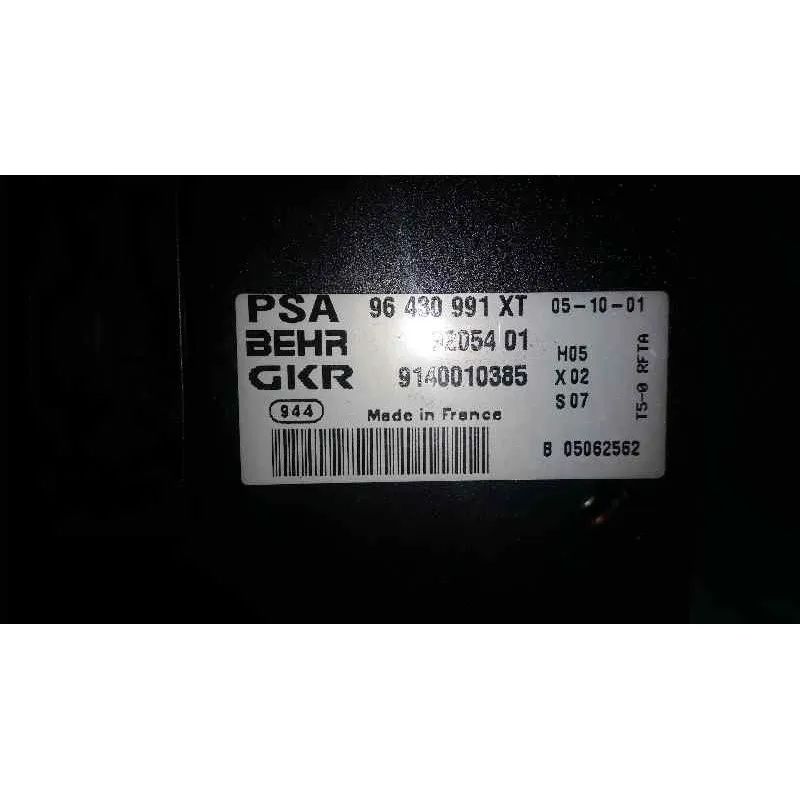 PSA 96 430 991 XT 05-10-01
BEHR 01
GKR 9140010385
H05
X 02
S 07
T5-0 RFTA
944 Made in France
B 05062562